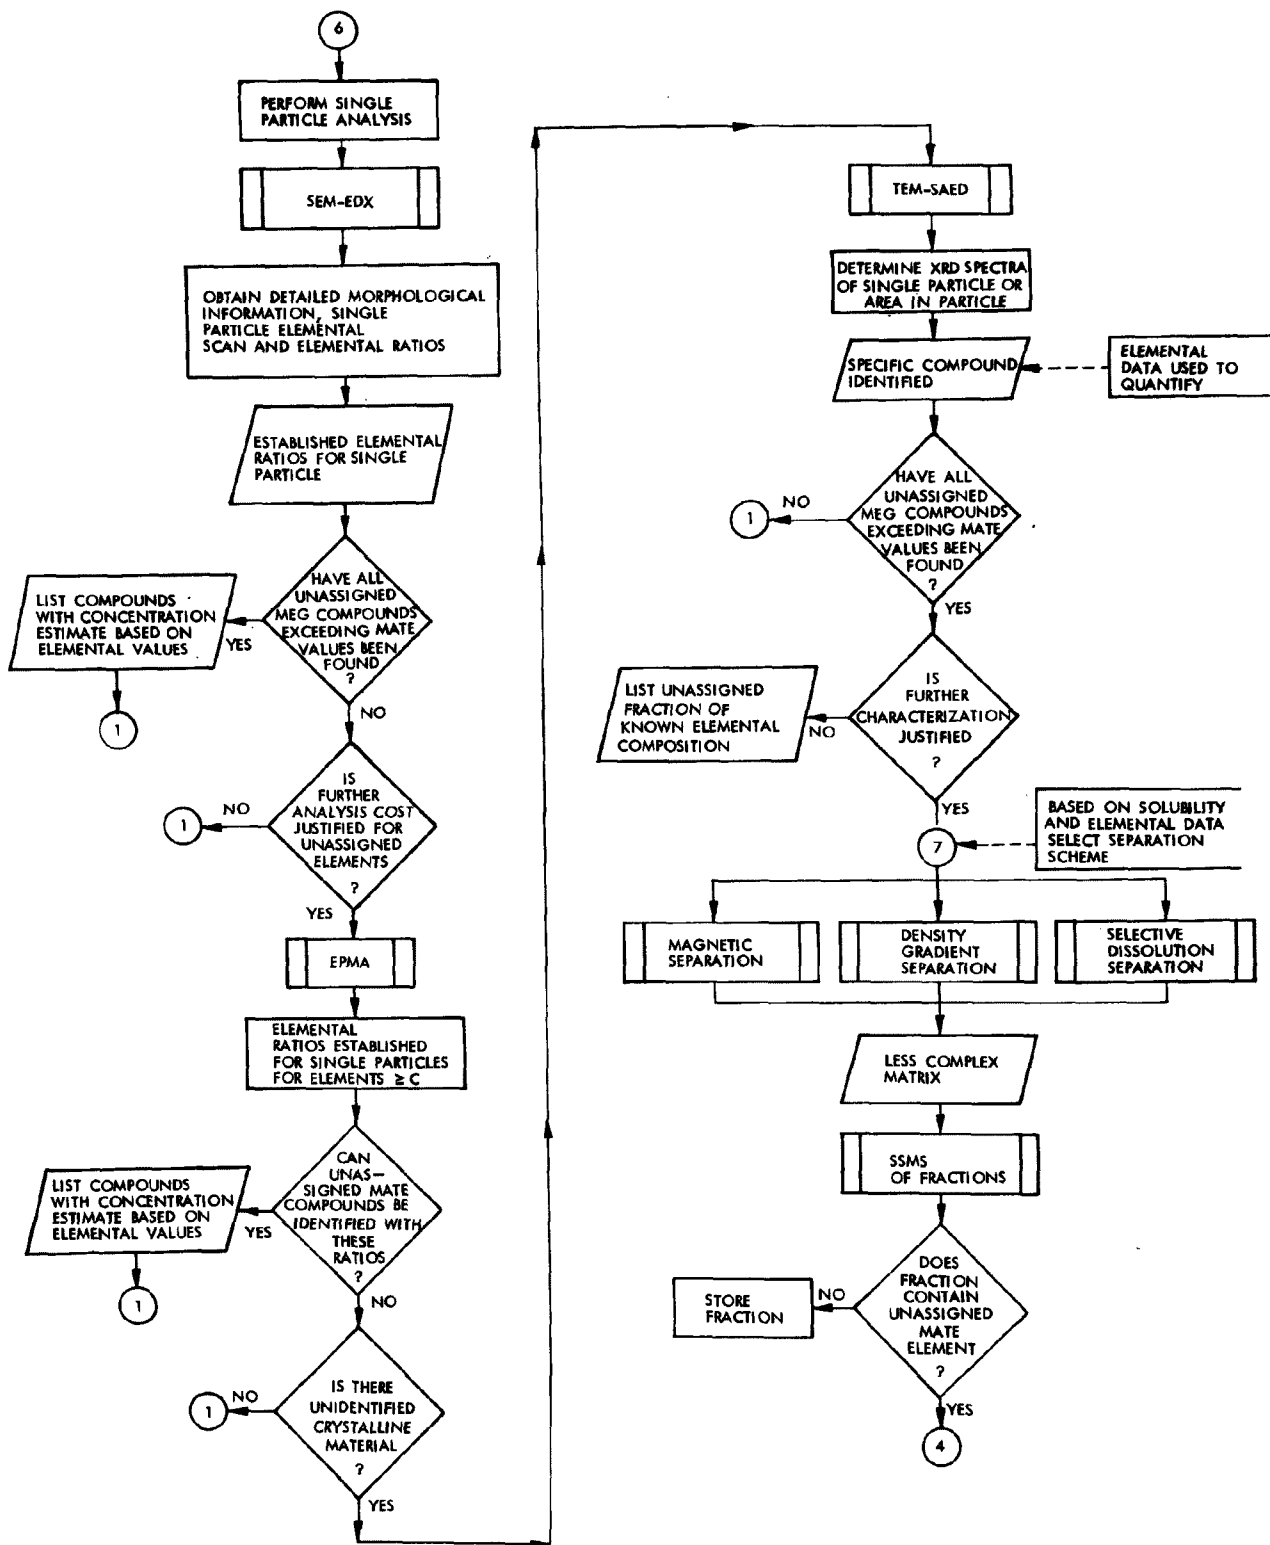 6
PERFORM SINGLE
PARTICLE ANALYSIS
SEM-EDX
OBTAIN DETAILED MORPHOLOGICAL
INFORMATION, SINGLE
PARTICLE ELEMENTAL
SCAN AND ELEMENTAL RATIOS
ESTABLISHED ELEMENTAL
RATIOS FOR SINGLE
PARTICLE
HAVE ALL
UNASSIGNED
MEG COMPOUNDS
EXCEEDING MATE
VALUES BEEN
FOUND
?
YES
LIST COMPOUNDS
WITH CONCENTRATION
ESTIMATE BASED ON
ELEMENTAL VALUES
1
NO
IS
FURTHER
ANALYSIS COST
JUSTIFIED FOR
UNASSIGNED
ELEMENTS
?
NO
1
YES
EPMA
ELEMENTAL
RATIOS ESTABLISHED
FOR SINGLE PARTICLES
FOR ELEMENTS ≥ C
CAN
UNAS-
SIGNED MATE
COMPOUNDS BE
IDENTIFIED WITH
THESE
RATIOS
?
YES
LIST COMPOUNDS
WITH CONCENTRATION
ESTIMATE BASED ON
ELEMENTAL VALUES
1
NO
IS THERE
UNIDENTIFIED
CRYSTALLINE
MATERIAL
?
NO
1
YES
TEM-SAED
DETERMINE XRD SPECTRA
OF SINGLE PARTICLE OR
AREA IN PARTICLE
SPECIFIC COMPOUND
IDENTIFIED
ELEMENTAL
DATA USED TO
QUANTIFY
HAVE ALL
UNASSIGNED
MEG COMPOUNDS
EXCEEDING MATE
VALUES BEEN
FOUND
?
NO
1
YES
IS
FURTHER
CHARACTERIZATION
JUSTIFIED
?
NO
LIST UNASSIGNED
FRACTION OF
KNOWN ELEMENTAL
COMPOSITION
YES
7
BASED ON SOLUBILITY
AND ELEMENTAL DATA
SELECT SEPARATION
SCHEME
MAGNETIC
SEPARATION
DENSITY
GRADIENT
SEPARATION
SELECTIVE
DISSOLUTION
SEPARATION
LESS COMPLEX
MATRIX
SSMS
OF FRACTIONS
DOES
FRACTION
CONTAIN
UNASSIGNED
MATE
ELEMENT
?
NO
STORE
FRACTION
YES
4